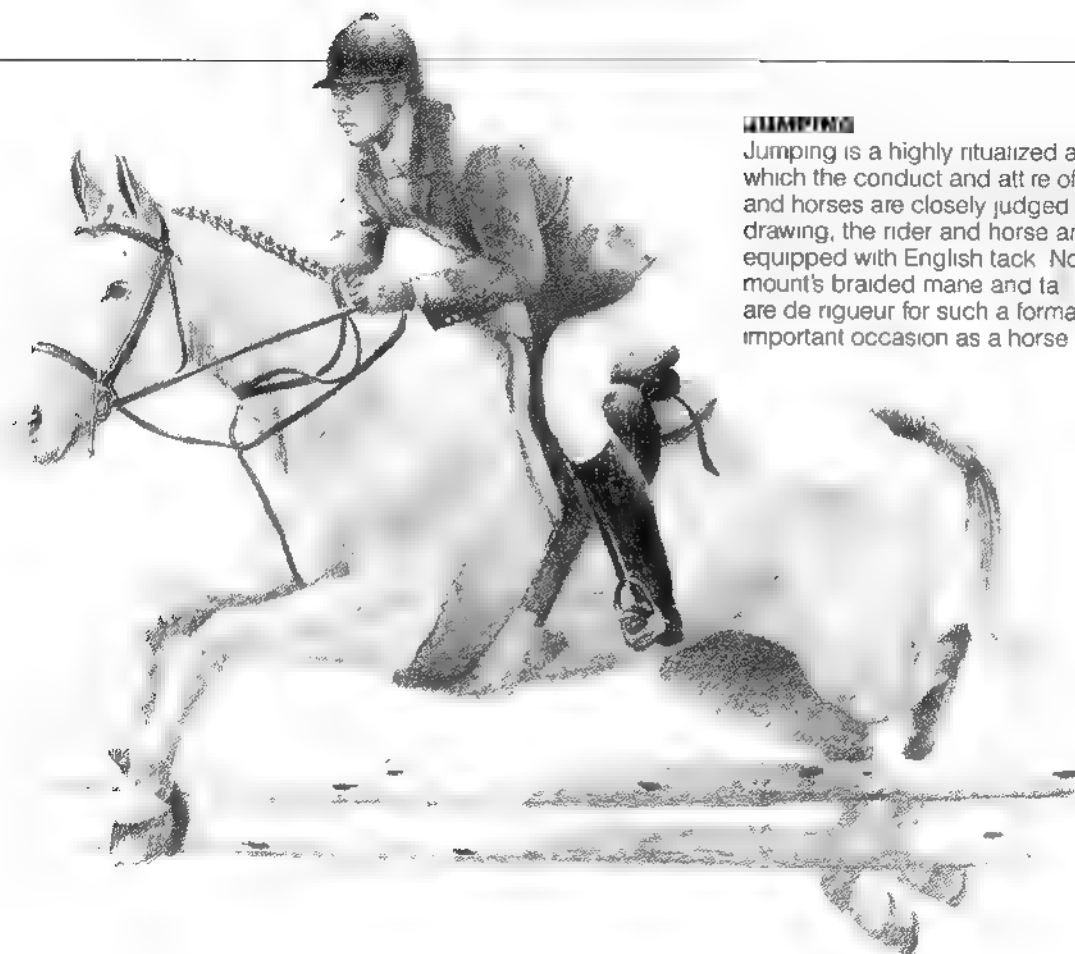 JUMPING
Jumping is a highly ritualized a
which the conduct and att re of
and horses are closely judged
drawing, the rider and horse ar
equipped with English tack No
mount's braided mane and ta
are de rigueur for such a forma
important occasion as a horse